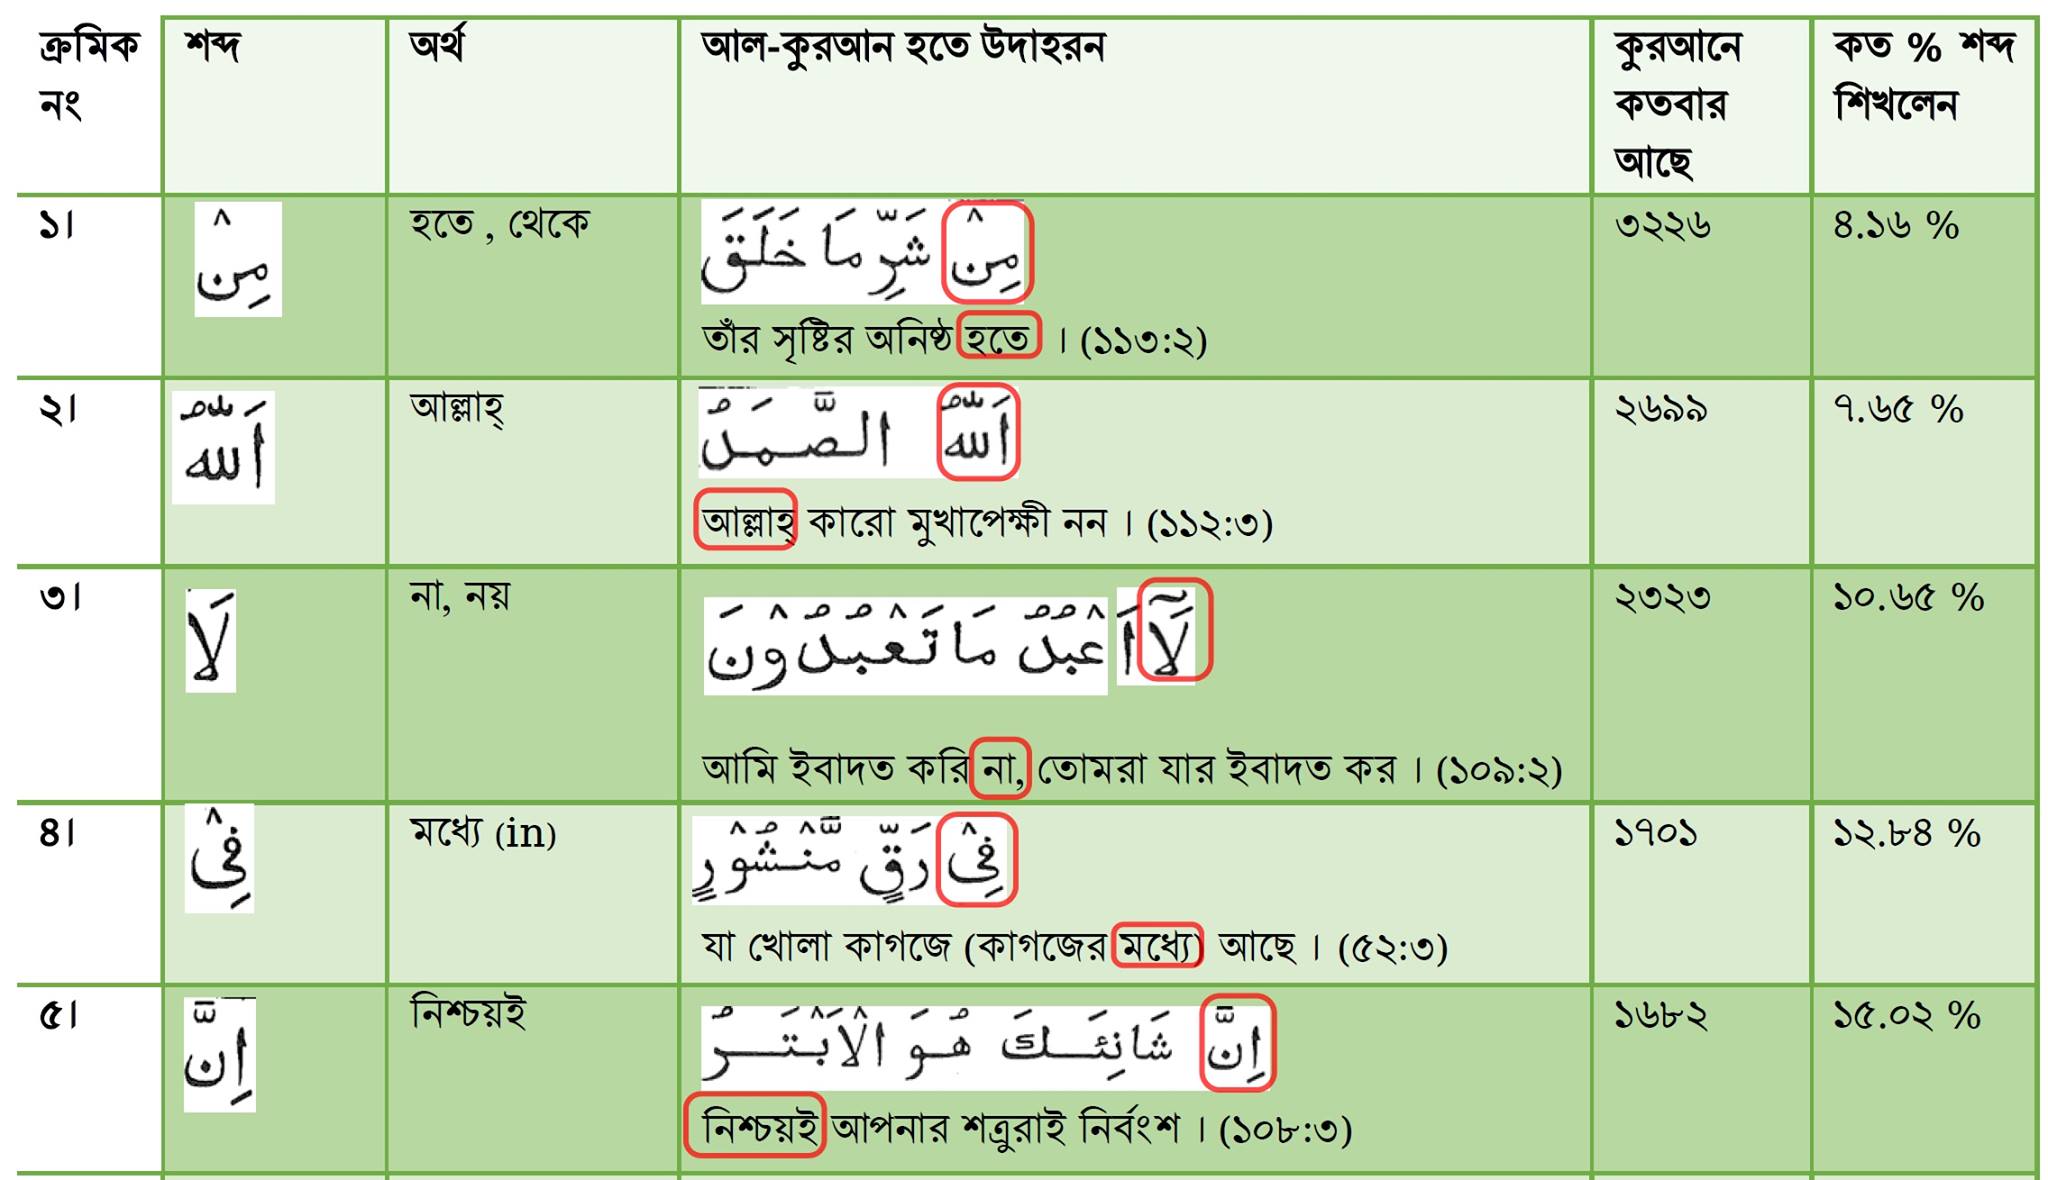 ক্রমিক নং	শব্দ	অর্থ	আল-কুরআন হতে উদাহরন	কুরআনে কতবার আছে	কত % শব্দ শিখলেন
১।	مِنْ	হতে , থেকে	مِنْ شَرِّ مَا خَلَقَ	৩২২৬	৪.১৬ %
তাঁর সৃষ্টির অনিষ্ঠ হতে । (১১৩:২)
২।	اَللّٰهُ	আল্লাহ্	اَللّٰهُ الصَّمَدُ	২৬৯৯	৭.৬৫ %
আল্লাহ্ কারো মুখাপেক্ষী নন । (১১২:৩)
৩।	لَا	না, নয়	لَآ اَعْبُدُ مَا تَعْبُدُوْنَ	২৩২৩	১০.৬৫ %
আমি ইবাদত করি না, তোমরা যার ইবাদত কর । (১০৯:২)
৪।	فِىْ	মধ্যে (in)	فِىْ رَقٍّ مَّنْشُوْرٍ	১৭০১	১২.৮৪ %
যা খোলা কাগজে (কাগজের মধ্যে) আছে । (৫২:৩)
৫।	اِنَّ	নিশ্চয়ই	اِنَّ شَانِئَكَ هُوَ الْاَبْتَرُ	১৬৮২	১৫.০২ %
নিশ্চয়ই আপনার শত্রুরাই নির্বংশ । (১০৮:৩)